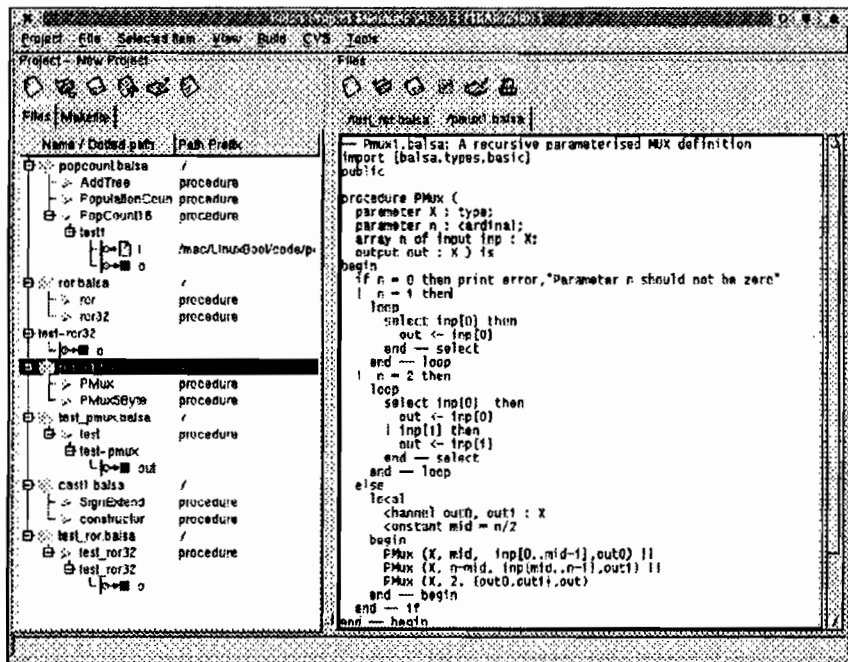 Project File Selected Item View Build CVS Tools
Project - New Project
Files Makefile
Name / Dotted path Path Prefix
popcount.balsa /
AddTree procedure
PopulationCoun procedure
PopCount16 procedure
test1
i /mac/LinuxBool/code/p
o
ror.balsa /
ror procedure
ror32 procedure
test-ror32
o
PMux procedure
PMux5Byte procedure
test_pmux.balsa /
test procedure
test-pmux
out
cast1.balsa /
SignExtend procedure
constructor procedure
test_ror.balsa /
test_ror32 procedure
test_ror32
o
Files
/test_ror.balsa /pmux1.balsa
-- Pmux1.balsa: A recursive parameterised MUX definition
import [balsa.types.basic]
public
procedure PMux (
parameter X : type;
parameter n : cardinal;
array n of input inp : X;
output out : X ) is
begin
if n = 0 then print error,"Parameter n should not be zero"
| n = 1 then
loop
select inp[0] then
out <- inp[0]
end -- select
end -- loop
| n = 2 then
loop
select inp[0] then
out <- inp[0]
| inp[1] then
out <- inp[1]
end -- select
end -- loop
else
local
channel out0, out1 : X
constant mid = n/2
begin
PMux (X, mid, inp[0..mid-1],out0) ||
PMux (X, n-mid, inp[mid..n-1],out1) ||
PMux (X, 2, {out0,out1},out)
end -- begin
end -- if
end -- begin